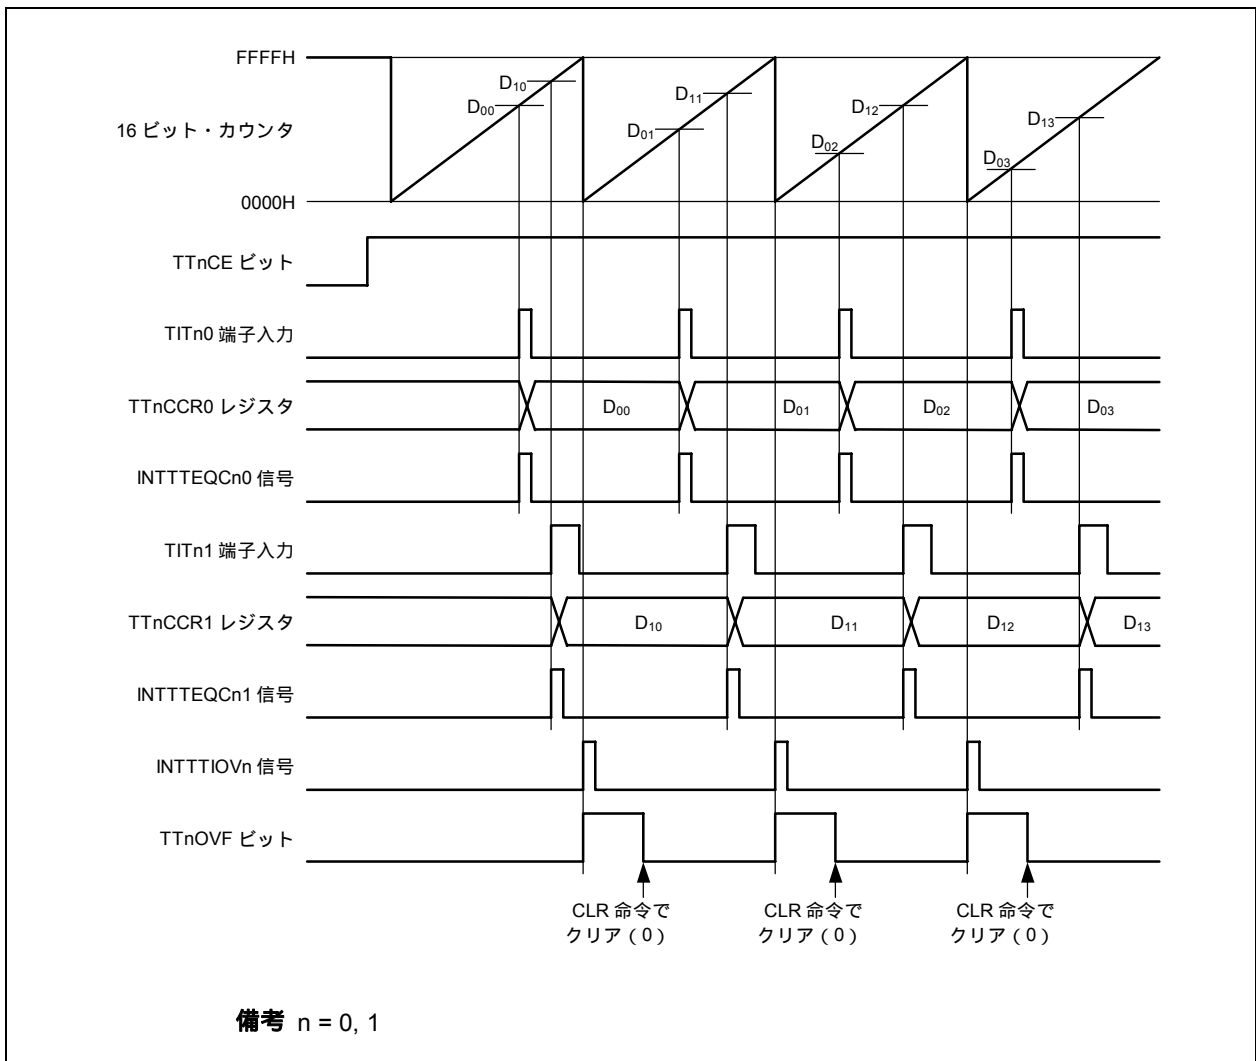 FFFFH
D10
D00
D11
D12
D13
16 ビット・カウンタ
D01
D02
D03
0000H
TTnCE ビット
TITn0 端子入力
TTnCCR0 レジスタ
D00
D01
D02
D03
INTTTEQCn0 信号
TITn1 端子入力
TTnCCR1 レジスタ
D10
D11
D12
D13
INTTTEQCn1 信号
INTTTIOVn 信号
TTnOVF ビット
CLR 命令で
クリア（0）
CLR 命令で
クリア（0）
CLR 命令で
クリア（0）
備考 n = 0, 1